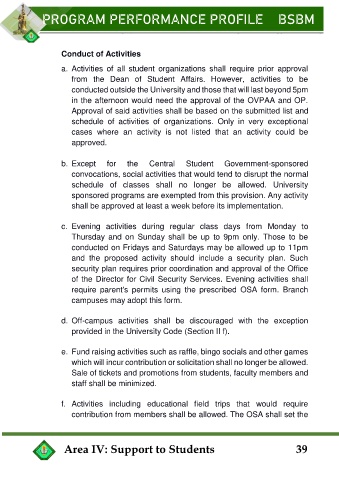 PROGRAM PERFORMANCE PROFILE BSBM
Conduct of Activities
a. Activities of all student organizations shall require prior approval
from the Dean of Student Affairs. However, activities to be
conducted outside the University and those that will last beyond 5pm
in the afternoon would need the approval of the OVPAA and OP.
Approval of said activities shall be based on the submitted list and
schedule of activities of organizations. Only in very exceptional
cases where an activity is not listed that an activity could be
approved.
b. Except for the Central Student Government-sponsored
convocations, social activities that would tend to disrupt the normal
schedule of classes shall no longer be allowed. University
sponsored programs are exempted from this provision. Any activity
shall be approved at least a week before its implementation.
c. Evening activities during regular class days from Monday to
Thursday and on Sunday shall be up to 9pm only. Those to be
conducted on Fridays and Saturdays may be allowed up to 11pm
and the proposed activity should include a security plan. Such
security plan requires prior coordination and approval of the Office
of the Director for Civil Security Services. Evening activities shall
require parent's permits using the prescribed OSA form. Branch
campuses may adopt this form.
d. Off-campus activities shall be discouraged with the exception
provided in the University Code (Section II f).
e. Fund raising activities such as raffle, bingo socials and other games
which will incur contribution or solicitation shall no longer be allowed.
Sale of tickets and promotions from students, faculty members and
staff shall be minimized.
f. Activities including educational field trips that would require
contribution from members shall be allowed. The OSA shall set the
Area IV: Support to Students 39